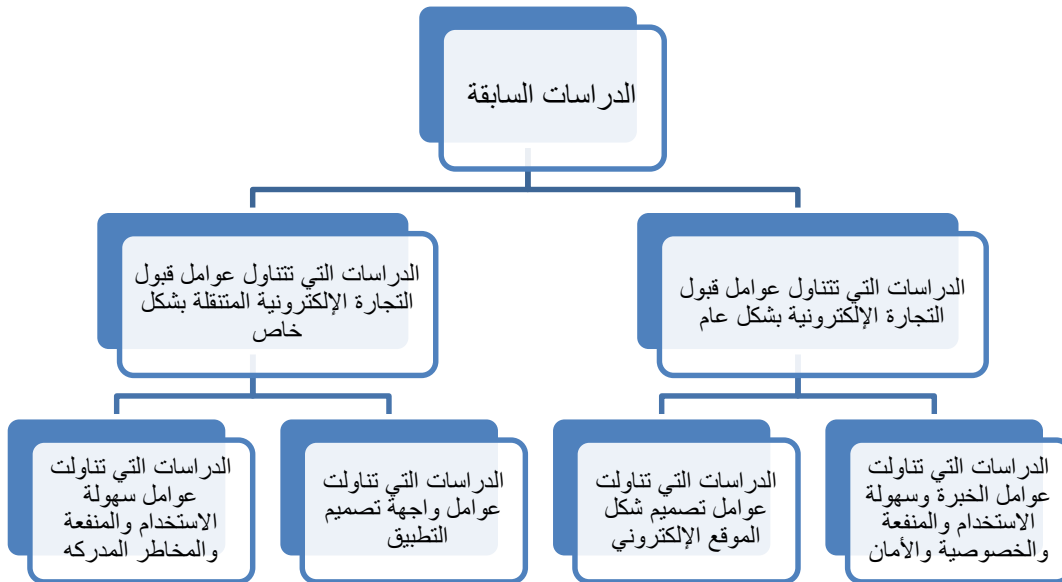 الدراسات السابقة
الدراسات التي تتناول عوامل قبول
التجارة الإلكترونية بشكل عام
الدراسات التي تتناول عوامل قبول
التجارة الإلكترونية المتنقلة بشكل
خاص
الدراسات التي تناولت
عوامل الخبرة وسهولة
الاستخدام والمنفعة
والخصوصية والأمان
الدراسات التي تناولت
عوامل تصميم شكل
الموقع الإلكتروني
الدراسات التي تناولت
عوامل واجهة تصميم
التطبيق
الدراسات التي تناولت
عوامل سهولة
الاستخدام والمنفعة
والمخاطر المدركه